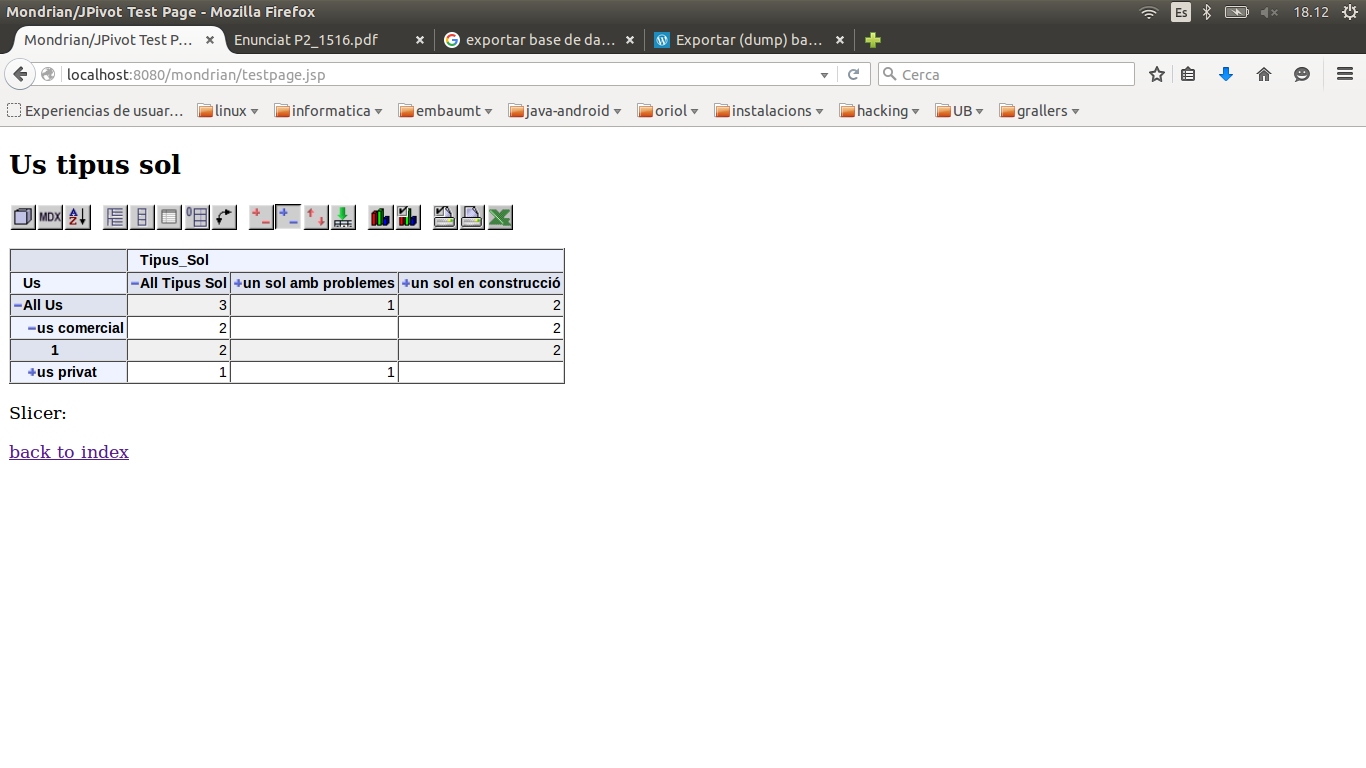 Mondrian/JPivot Test Page - Mozilla Firefox
Es
18.12
Mondrian/JPivot Test P... Enunciat P2_1516.pdf exportar base de da... Exportar (dump) ba...
localhost:8080/mondrian/testpage.jsp
Cerca
Experiencias de usuar... linux informatica embaumt java-android oriol instalacions hacking UB grallers
Us tipus sol
MDX
Tipus_Sol
Us All Tipus Sol un sol amb problemes un sol en construcció
All Us 3 1 2
us comercial 2 2
1 2 2
us privat 1 1
Slicer:
back to index